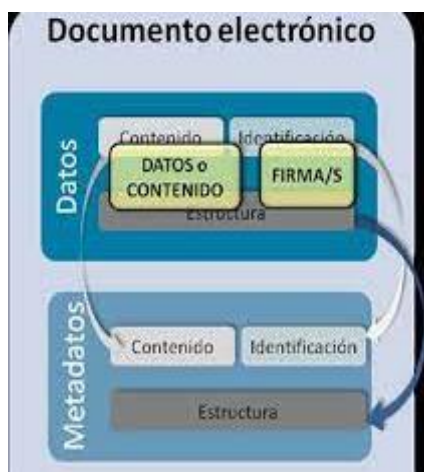 Documento electrónico
Datos
Contenido Identificación
DATOS o
CONTENIDO
FIRMA/S
Estructura
Metadatos
Contenido Identificación
Estructura